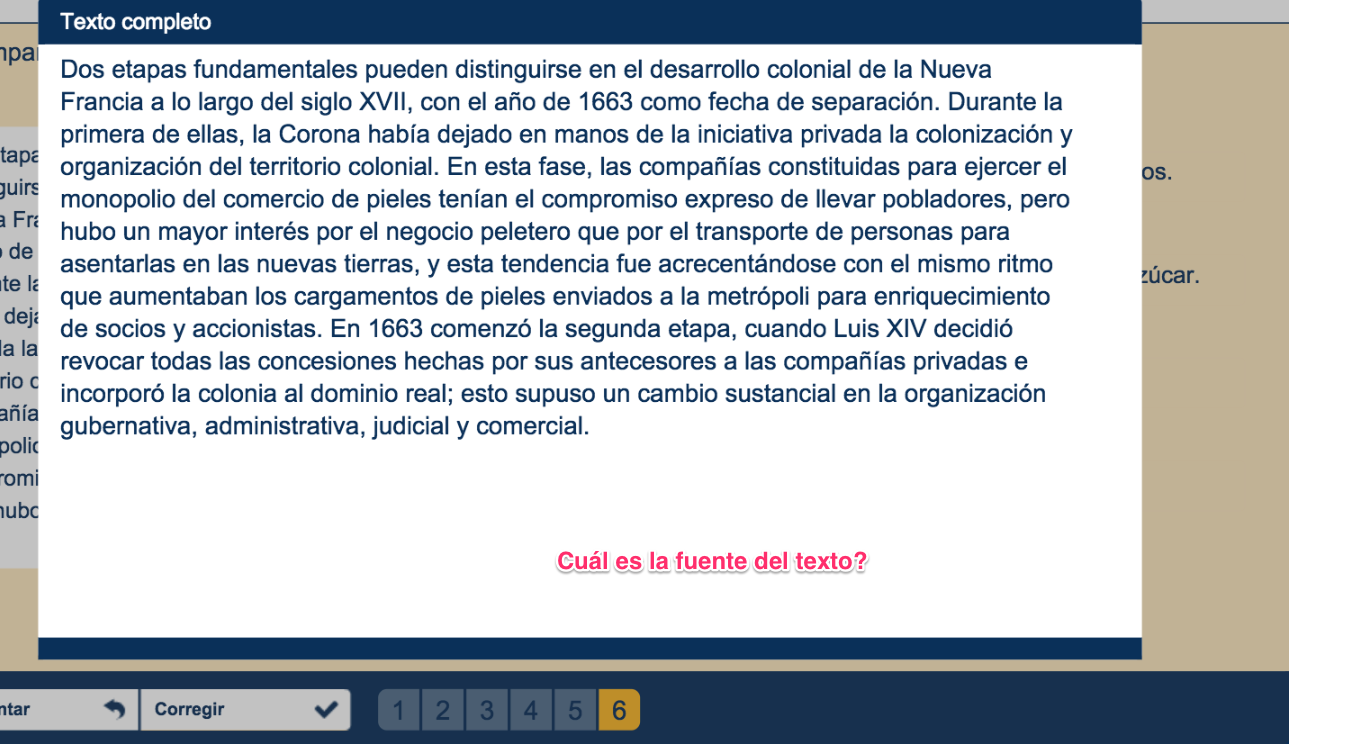 Texto completo
Dos etapas fundamentales pueden distinguirse en el desarrollo colonial de la Nueva
Francia a lo largo del siglo XVII, con el año de 1663 como fecha de separación. Durante la
primera de ellas, la Corona había dejado en manos de la iniciativa privada la colonización y
organización del territorio colonial. En esta fase, las compañías constituidas para ejercer el
monopolio del comercio de pieles tenían el compromiso expreso de llevar pobladores, pero
hubo un mayor interés por el negocio peletero que por el transporte de personas para
asentarlas en las nuevas tierras, y esta tendencia fue acrecentándose con el mismo ritmo
que aumentaban los cargamentos de pieles enviados a la metrópoli para enriquecimiento
de socios y accionistas. En 1663 comenzó la segunda etapa, cuando Luis XIV decidió
revocar todas las concesiones hechas por sus antecesores a las compañías privadas e
incorporó la colonia al dominio real; esto supuso un cambio sustancial en la organización
gubernativa, administrativa, judicial y comercial.
Cuál es la fuente del texto?
os.
zúcar.
ntar
Corregir
1 2 3 4 5 6